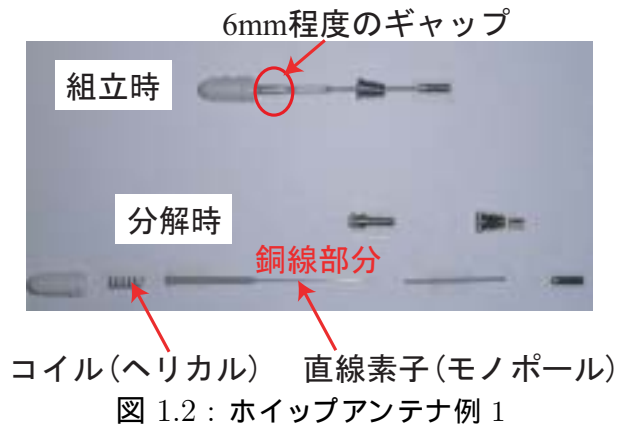 6mm程度のギャップ
組立時
分解時
銅線部分
コイル(ヘリカル) 直線素子(モノポール)
図 1.2 : ホイップアンテナ例 1